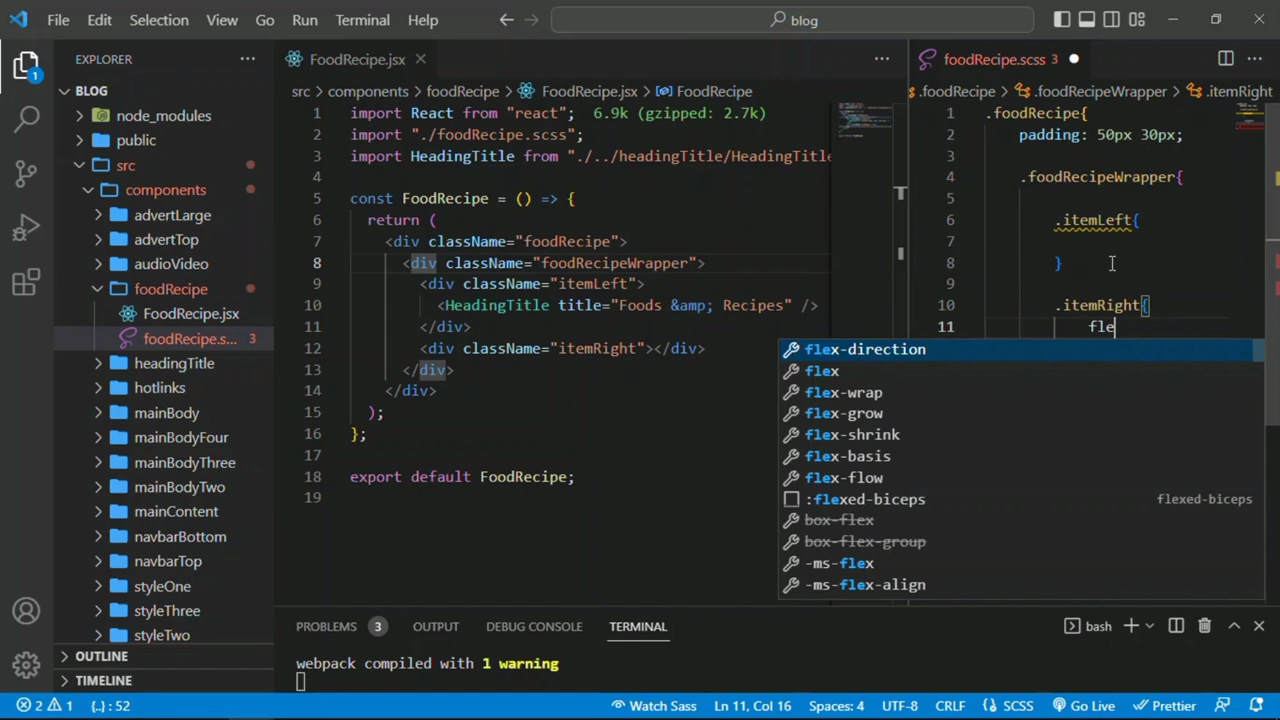 File Edit Selection View Go Run Terminal Help blog
EXPLORER
BLOG
node_modules
public
src
components
advertLarge
advertTop
audioVideo
foodRecipe
FoodRecipe.jsx
foodRecipe.s... 3
headingTitle
hotlinks
mainBody
mainBodyFour
mainBodyThree
mainBodyTwo
mainContent
navbarBottom
navbarTop
styleOne
styleThree
styleTwo
OUTLINE
TIMELINE
1
FoodRecipe.jsx
src components foodRecipe FoodRecipe.jsx FoodRecipe
1 import React from "react"; 6.9k (gzipped: 2.7k)
2 import "./foodRecipe.scss";
3 import HeadingTitle from "./../headingTitle/HeadingTitle
4
5 const FoodRecipe = () => {
6 return (
7 <div className="foodRecipe">
8 <div className="foodRecipeWrapper">
9 <div className="itemLeft">
10 <HeadingTitle title="Foods &amp; Recipes" />
11 </div>
12 <div className="itemRight"></div>
13 </div>
14 </div>
15 );
16 };
17
18 export default FoodRecipe;
19
foodRecipe.scss 3
.foodRecipe .foodRecipeWrapper .itemRight
1 .foodRecipe{
2 padding: 50px 30px;
3
4 .foodRecipeWrapper{
5
6 .itemLeft{
7
8 }
9
10 .itemRight{
11 fle
flex-direction
flex
flex-wrap
flex-grow
flex-shrink
flex-basis
flex-flow
:flexed-biceps flexed-biceps
box-flex
box-flex-group
-ms-flex
-ms-flex-align
PROBLEMS 3 OUTPUT DEBUG CONSOLE TERMINAL bash
webpack compiled with 1 warning
2 1 {..} : 52 Watch Sass Ln 11, Col 16 Spaces: 4 UTF-8 CRLF SCSS Go Live Prettier